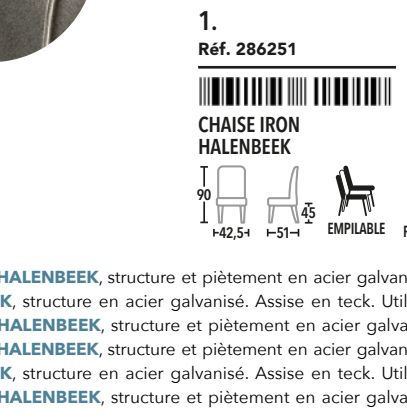 1.
Réf. 286251
CHAISE IRON
HALENBEEK
90
45
42,5
51
EMPILABLE
HALENBEEK, structure et piètement en acier galvan
K, structure en acier galvanisé. Assise en teck. Util
HALENBEEK, structure et piètement en acier galva
HALENBEEK, structure et piètement en acier galvan
K, structure en acier galvanisé. Assise en teck. Util
HALENBEEK, structure et piètement en acier galva